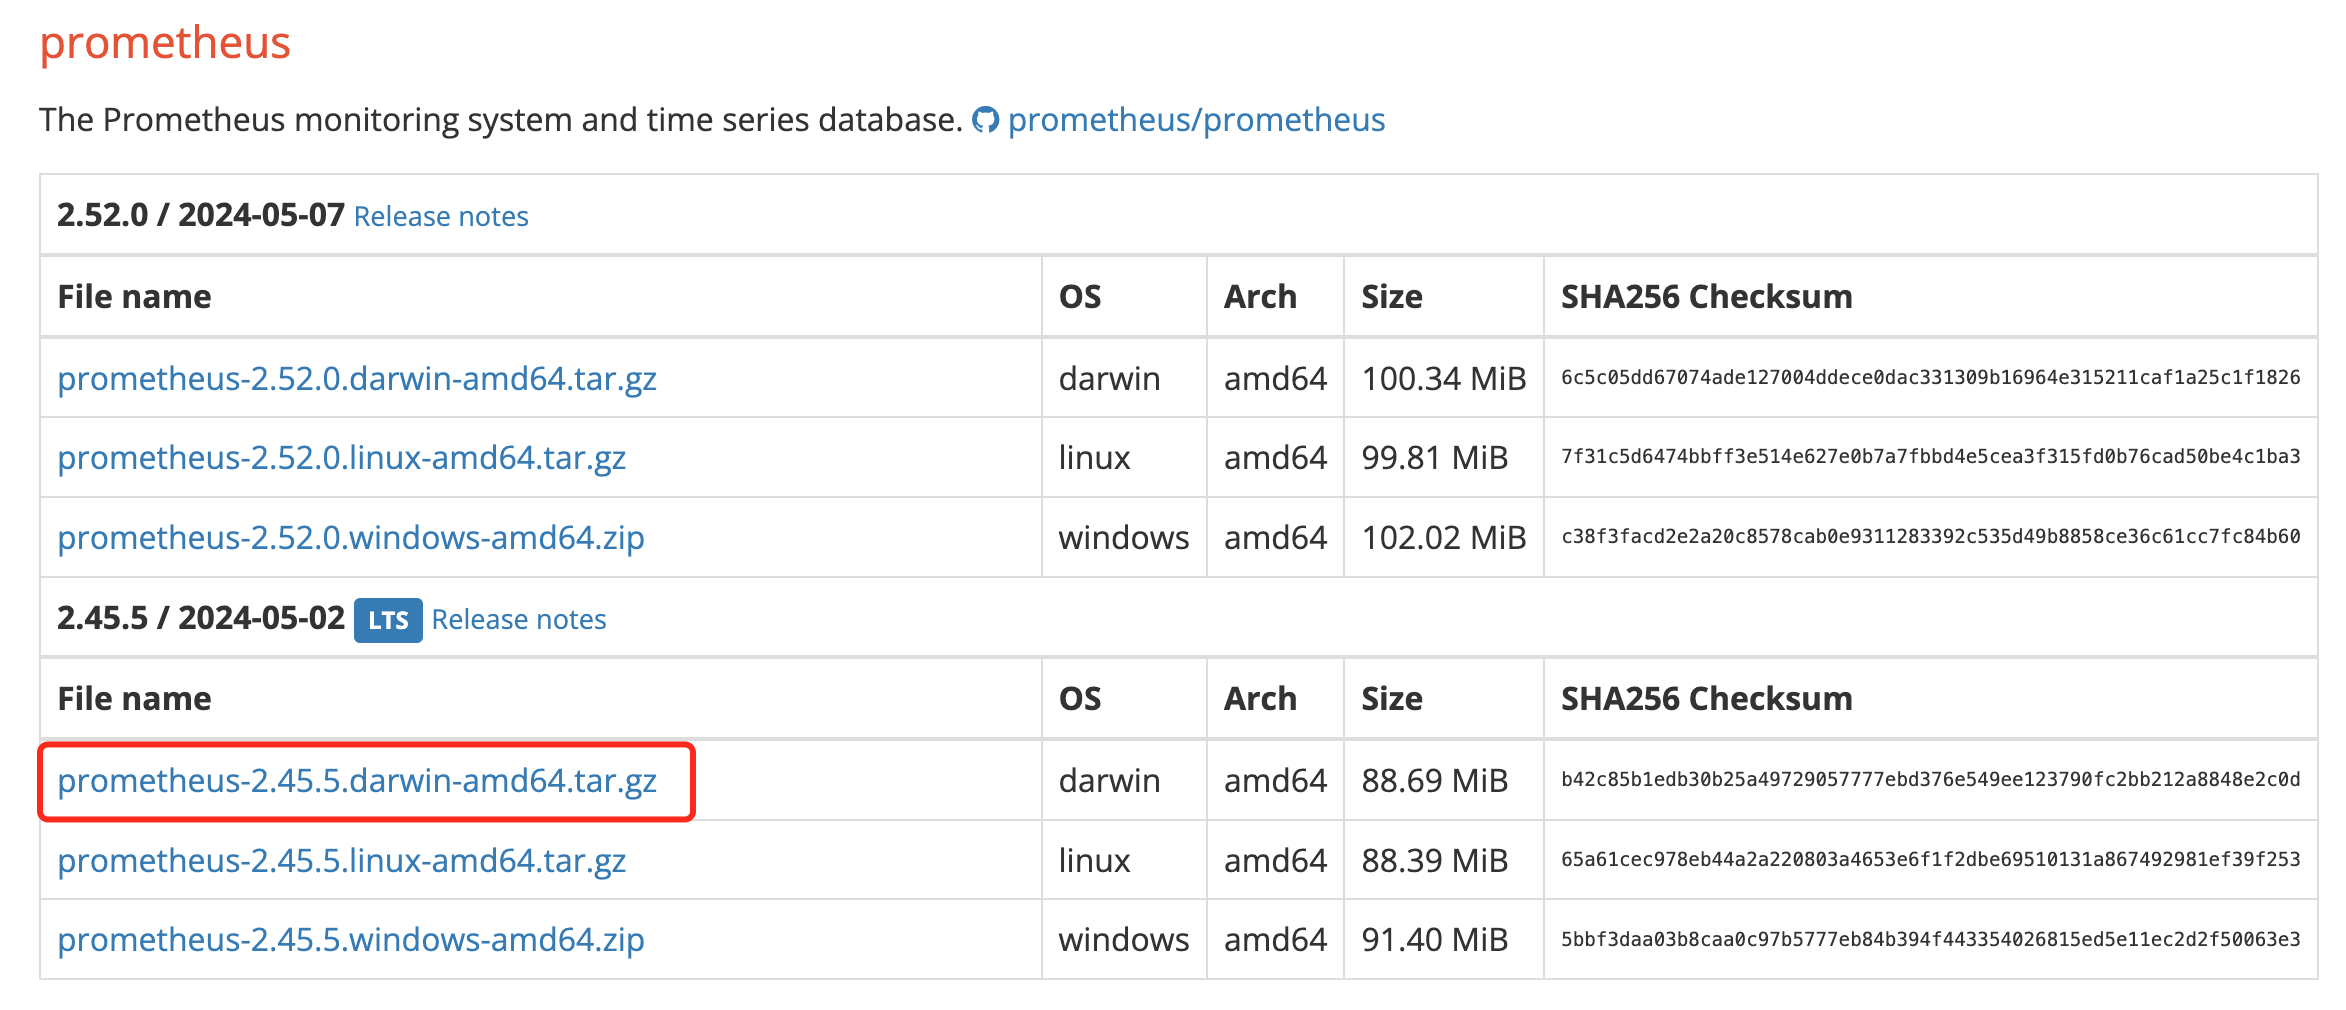 prometheus
The Prometheus monitoring system and time series database. prometheus/prometheus
2.52.0 / 2024-05-07 Release notes
File name OS Arch Size SHA256 Checksum
prometheus-2.52.0.darwin-amd64.tar.gz darwin amd64 100.34 MiB 6c5c05dd67074ade127004ddece0dac331309b16964e315211caf1a25c1f1826
prometheus-2.52.0.linux-amd64.tar.gz linux amd64 99.81 MiB 7f31c5d6474bbff3e514e627e0b7a7fbbd4e5cea3f315fd0b76cad50be4c1ba3
prometheus-2.52.0.windows-amd64.zip windows amd64 102.02 MiB c38f3facd2e2a20c8578cab0e9311283392c535d49b8858ce36c61cc7fc84b60
2.45.5 / 2024-05-02 LTS Release notes
File name OS Arch Size SHA256 Checksum
prometheus-2.45.5.darwin-amd64.tar.gz darwin amd64 88.69 MiB b42c85b1edb30b25a49729057777ebd376e549ee123790fc2bb212a8848e2c0d
prometheus-2.45.5.linux-amd64.tar.gz linux amd64 88.39 MiB 65a61cec978eb44a2a220803a4653e6f1f2dbe69510131a867492981ef39f253
prometheus-2.45.5.windows-amd64.zip windows amd64 91.40 MiB 5bbf3daa03b8caa0c97b5777eb84b394f443354026815ed5e11ec2d2f50063e3